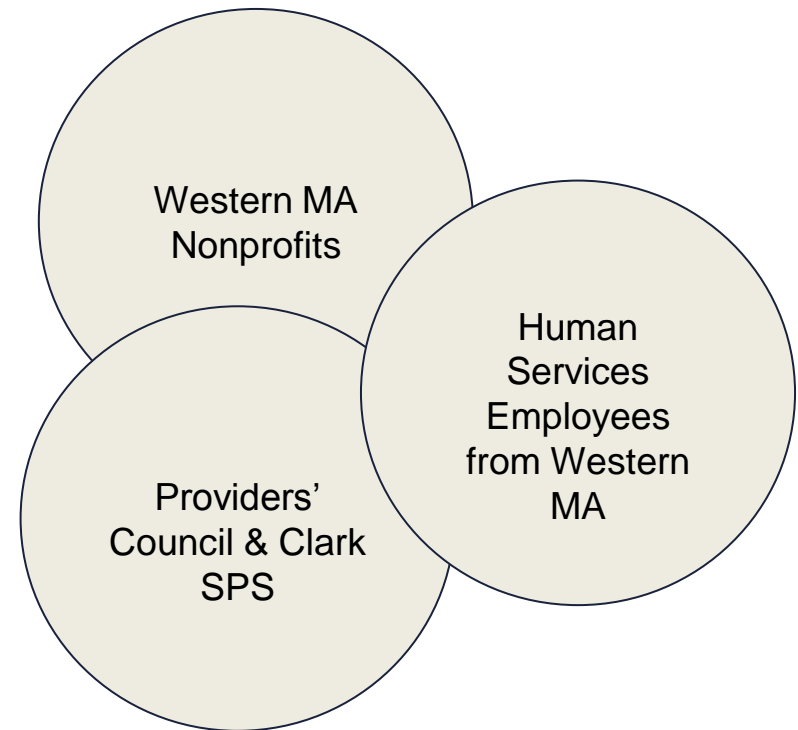 Western MA
Nonprofits
Human
Services
Employees
from Western
MA
Providers’
Council & Clark
SPS